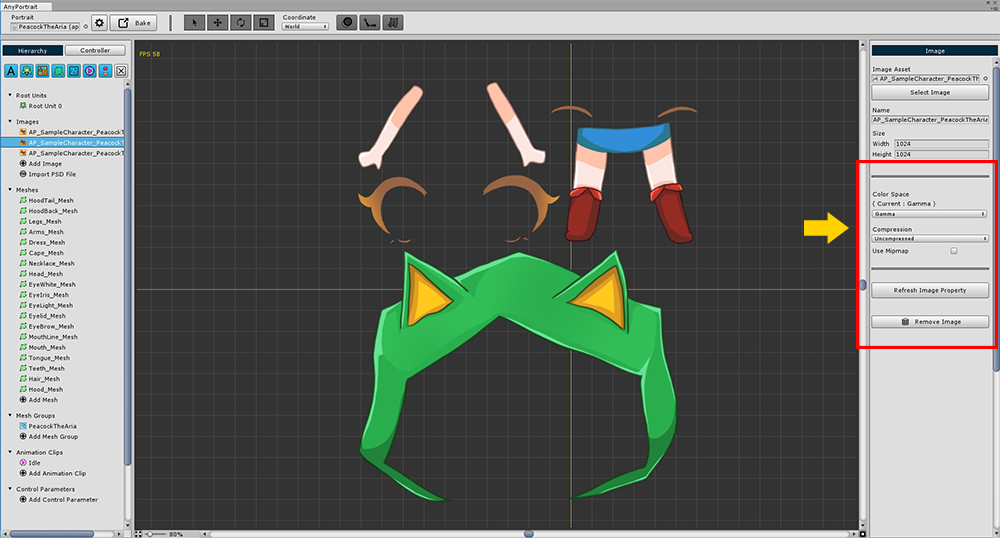 AnyPortrait
Portrait
PeacockTheAria (ap
Bake
Coordinate
World
Hierarchy
Controller
A
Root Units
Root Unit 0
Images
AP_SampleCharacter_PeacockT
AP_SampleCharacter_PeacockT
AP_SampleCharacter_PeacockT
Add Image
Import PSD File
Meshes
HoodTail_Mesh
HoodBack_Mesh
Legs_Mesh
Arms_Mesh
Dress_Mesh
Cape_Mesh
Necklace_Mesh
Head_Mesh
EyeWhite_Mesh
EyeIris_Mesh
EyeLight_Mesh
Eyelid_Mesh
EyeBrow_Mesh
MouthLine_Mesh
Mouth_Mesh
Tongue_Mesh
Teeth_Mesh
Hair_Mesh
Hood_Mesh
Add Mesh
Mesh Groups
PeacockTheAria
Add Mesh Group
Animation Clips
Idle
Add Animation Clip
Control Parameters
Add Control Parameter
FPS 58
80%
Image
Image Asset
AP_SampleCharacter_PeacockTh
Select Image
Name
AP_SampleCharacter_PeacockTheAria
Size
Width 1024
Height 1024
Color Space
( Current : Gamma )
Gamma
Compression
Uncompressed
Use Mipmap
Refresh Image Property
Remove Image